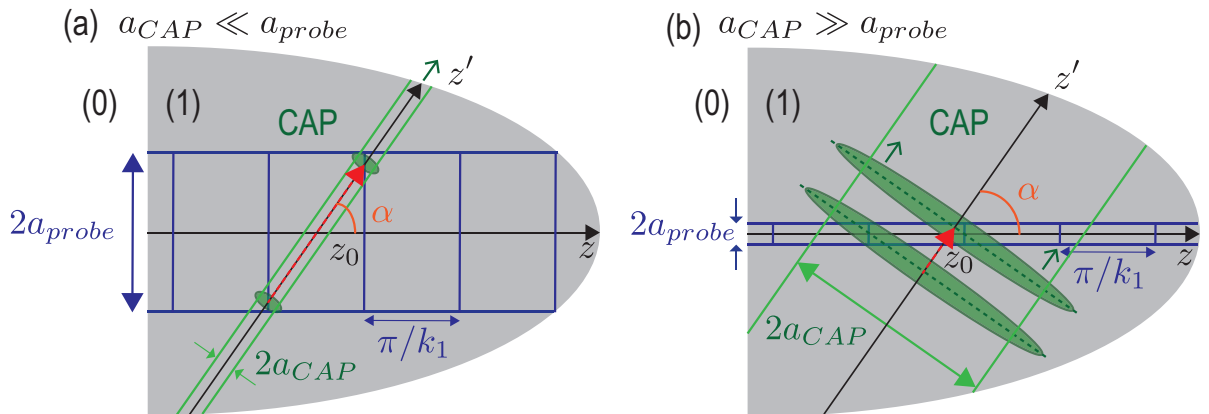 (a) a_{CAP} ≪ a_{probe}
(0) (1)
CAP
z'
2a_{probe}
α
z_0
z
π/k_1
2a_{CAP}
(b) a_{CAP} ≫ a_{probe}
(0) (1)
CAP
z'
α
2a_{probe}
z_0
z
π/k_1
2a_{CAP}